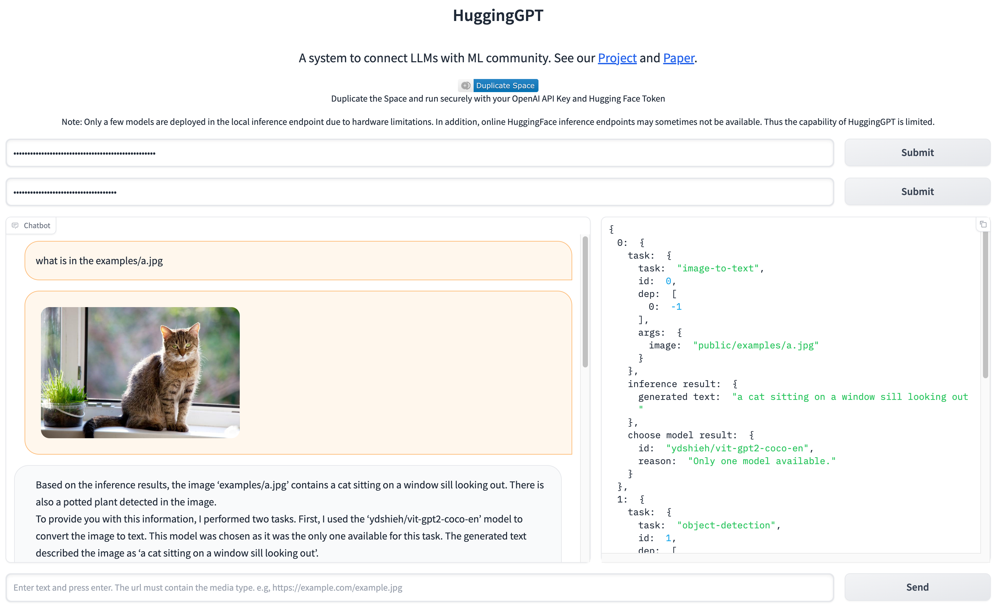 HuggingGPT
A system to connect LLMs with ML community. See our Project and Paper.
Duplicate Space
Duplicate the Space and run securely with your OpenAI API Key and Hugging Face Token
Note: Only a few models are deployed in the local inference endpoint due to hardware limitations. In addition, online HuggingFace inference endpoints may sometimes not be available. Thus the capability of HuggingGPT is limited.
Submit
Submit
Chatbot
what is in the examples/a.jpg
Based on the inference results, the image ‘examples/a.jpg’ contains a cat sitting on a window sill looking out. There is
also a potted plant detected in the image.
To provide you with this information, I performed two tasks. First, I used the ‘ydshieh/vit-gpt2-coco-en’ model to
convert the image to text. This model was chosen as it was the only one available for this task. The generated text
described the image as ‘a cat sitting on a window sill looking out’.
{
0: {
task: {
task: "image-to-text",
id: 0,
dep: [
0: -1
],
args: {
image: "public/examples/a.jpg"
}
},
inference result: {
generated text: "a cat sitting on a window sill looking out
"
},
choose model result: {
id: "ydshieh/vit-gpt2-coco-en",
reason: "Only one model available."
}
},
1: {
task: {
task: "object-detection",
id: 1,
dep: [
Enter text and press enter. The url must contain the media type. e.g, https://example.com/example.jpg
Send